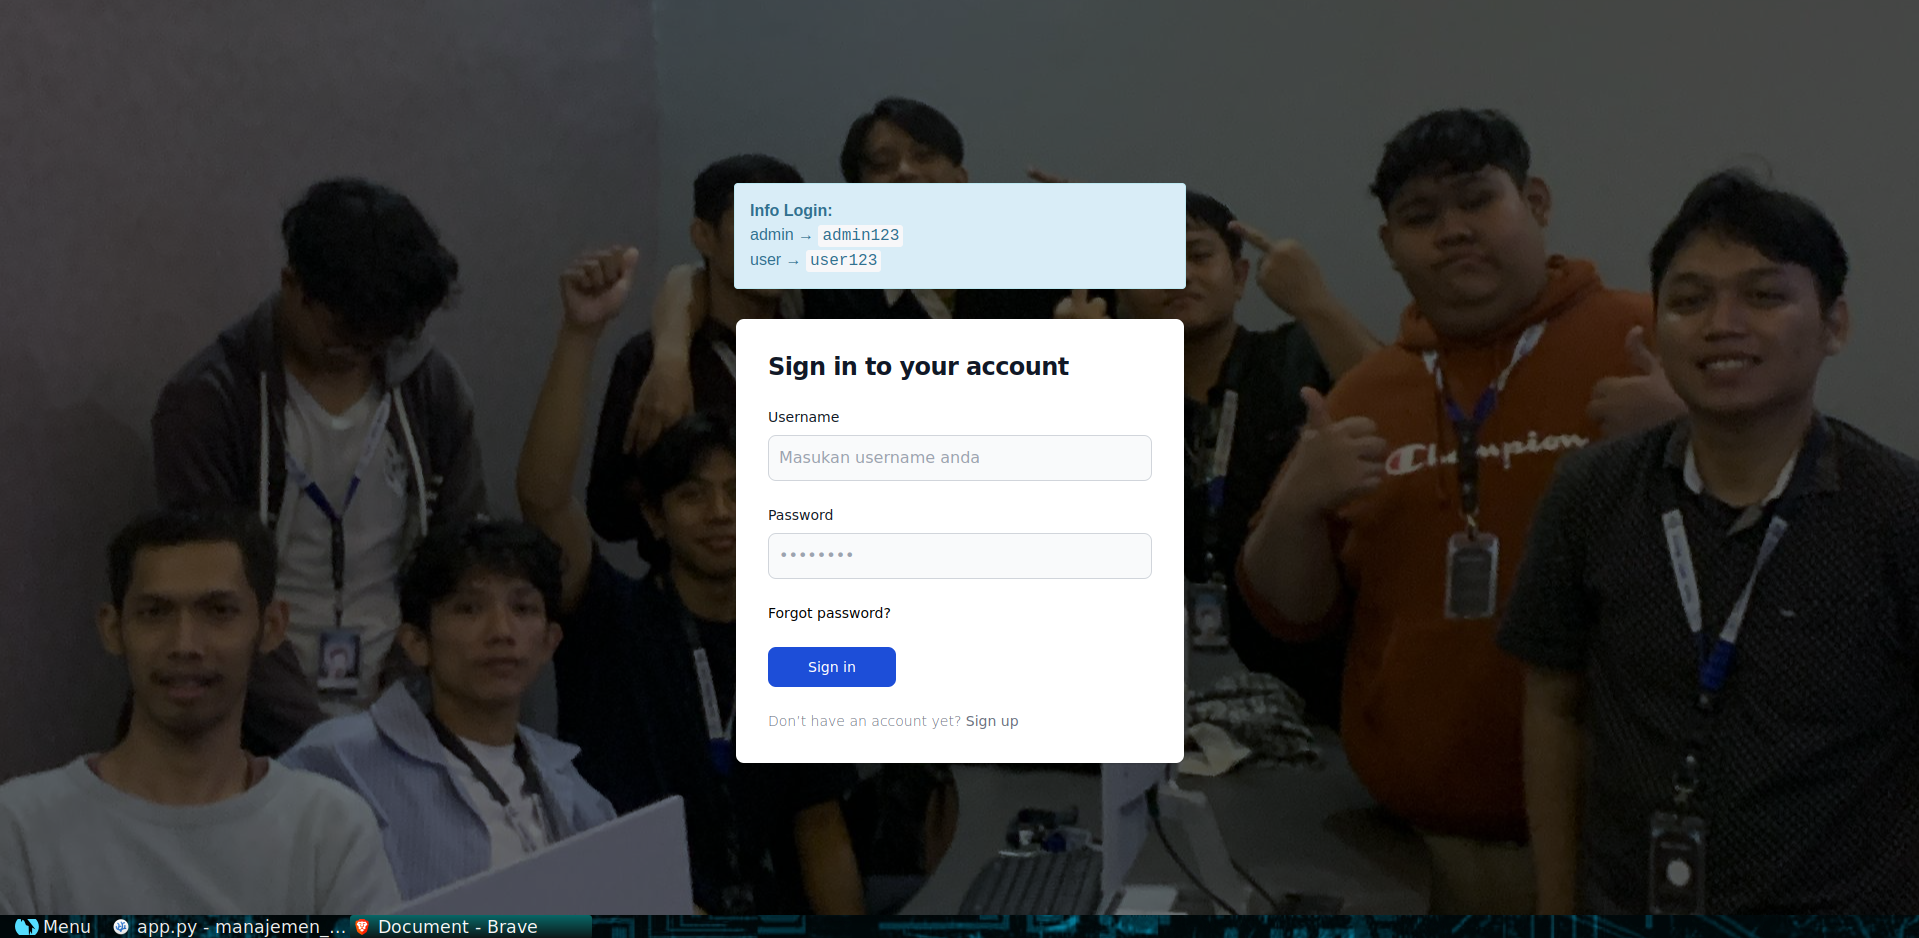 Info Login:
admin → admin123
user → user123
Sign in to your account
Username
Masukan username anda
Password
••••••••
Forgot password?
Sign in
Don't have an account yet? Sign up
Champion
Menu
app.py - manajemen_...
Document - Brave